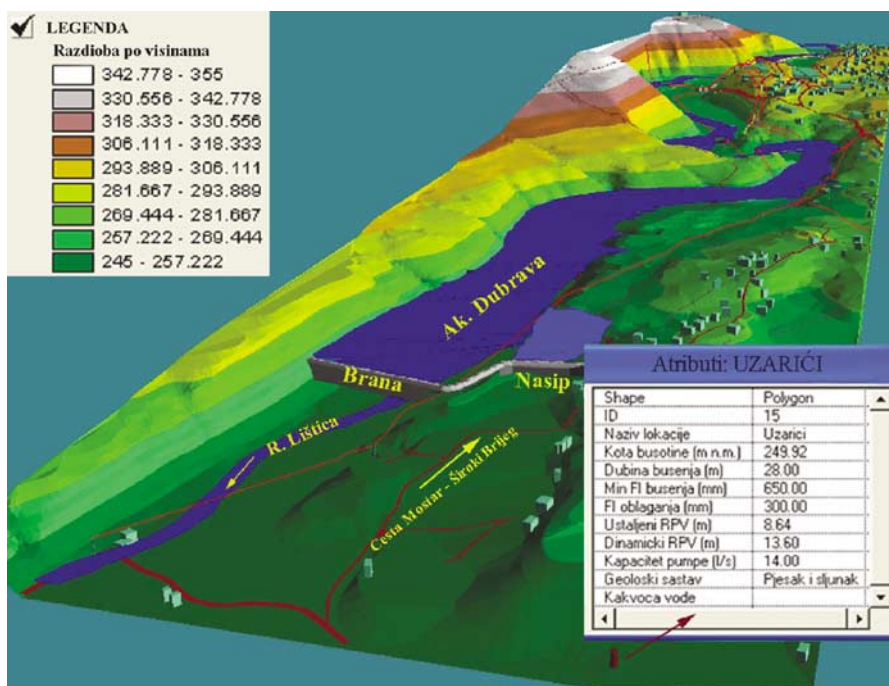 LEGENDA
Razdioba po visinama
342.778 - 355
330.556 - 342.778
318.333 - 330.556
306.111 - 318.333
293.889 - 306.111
281.667 - 293.889
269.444 - 281.667
257.222 - 269.444
245 - 257.222
Ak. Dubrava
Brana
Nasip
R. Lištica
Cesta Mostar - Široki Brijeg
Atributi: UZARIĆI
Shape Polygon
ID 15
Naziv lokacije Uzarici
Kota busotine (m n.m.) 249.92
Dubina busenja (m) 28.00
Min FI busenja (mm) 650.00
FI oblaganja (mm) 300.00
Ustaljeni RPV (m) 8.64
Dinamicki RPV (m) 13.60
Kapacitet pumpe (l/s) 14.00
Geoloski sastav Pjesak i sljunak
Kakvoca vode